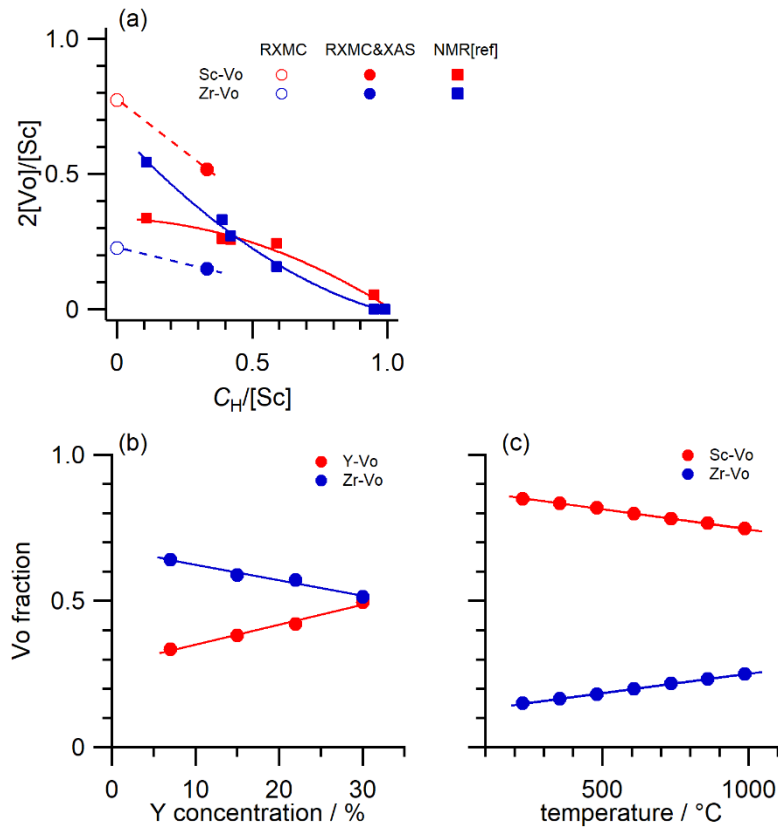 (a)
RXMC RXMC&XAS NMR[ref]
Sc-Vo
Zr-Vo
1.0
0.5
0
2[Vo]/[Sc]
0 0.5 1.0
C_H/[Sc]
(b)
Y-Vo
Zr-Vo
1.0
0.5
0
Vo fraction
0 10 20 30
Y concentration / %
(c)
Sc-Vo
Zr-Vo
500 1000
temperature / °C